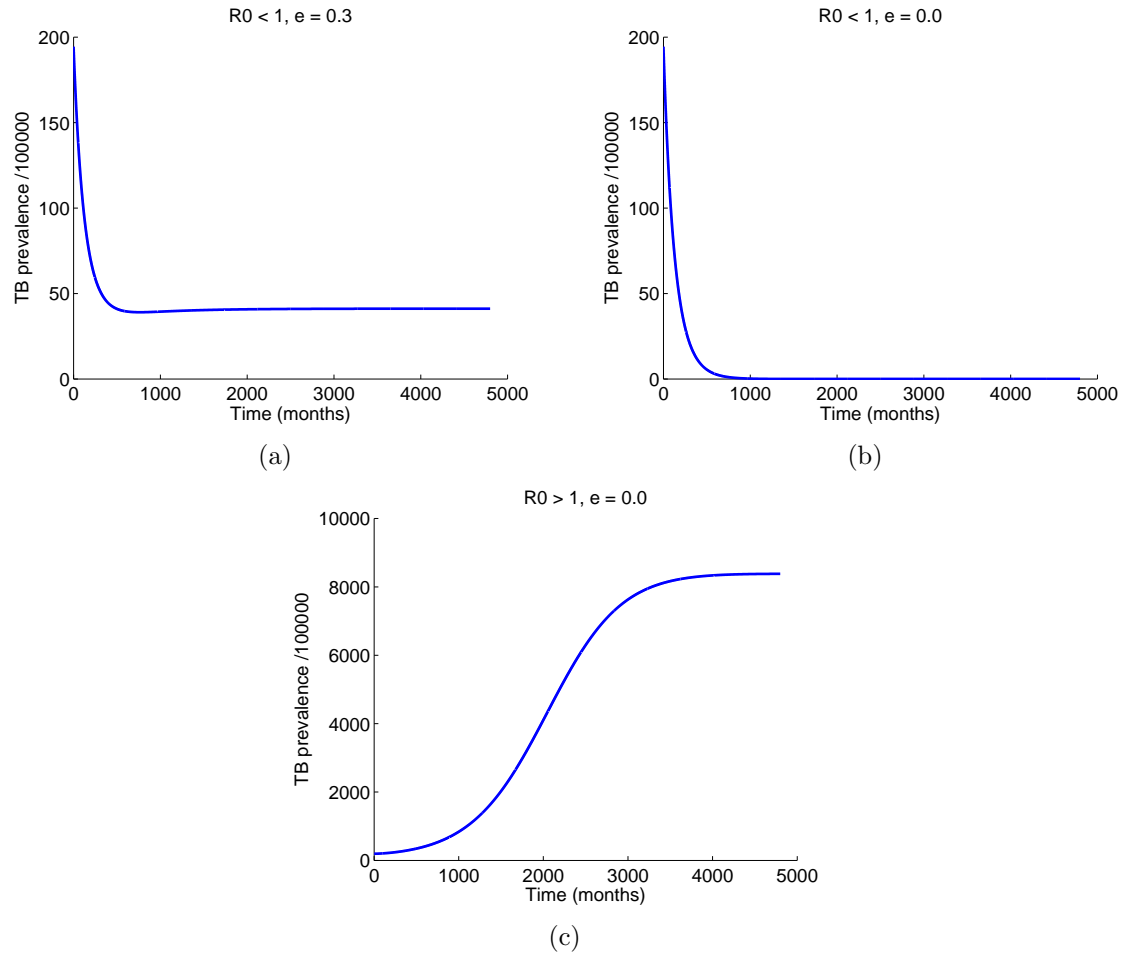 R0 < 1, e = 0.3
200
150
100
50
0
TB prevalence /100000
0 1000 2000 3000 4000 5000
Time (months)
(a)
R0 < 1, e = 0.0
200
150
100
50
0
TB prevalence /100000
0 1000 2000 3000 4000 5000
Time (months)
(b)
R0 > 1, e = 0.0
10000
8000
6000
4000
2000
0
TB prevalence /100000
0 1000 2000 3000 4000 5000
Time (months)
(c)